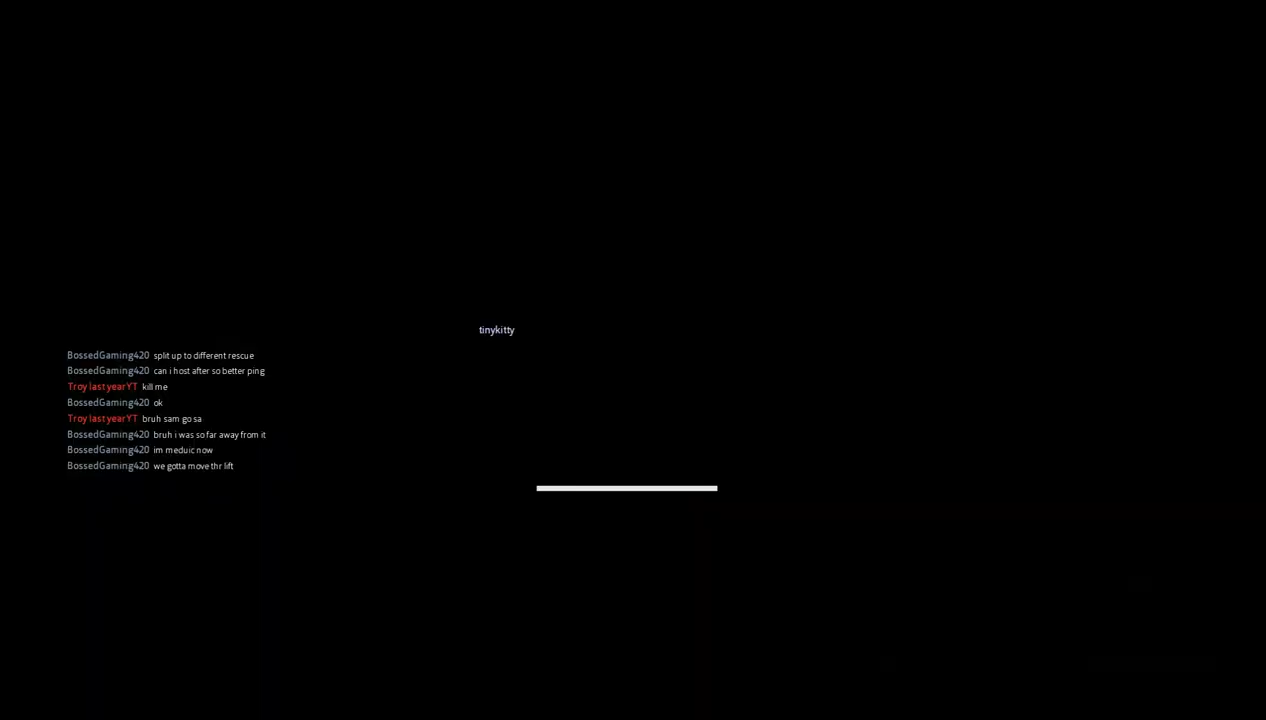 tinykitty
BossedGaming420 split up to different rescue
BossedGaming420 can i host after so better ping
Troy last yearYT kill me
BossedGaming420 ok
Troy last yearYT bruh sam go sa
BossedGaming420 bruh i was so far away from it
BossedGaming420 im meduic now
BossedGaming420 we gotta move thr lift